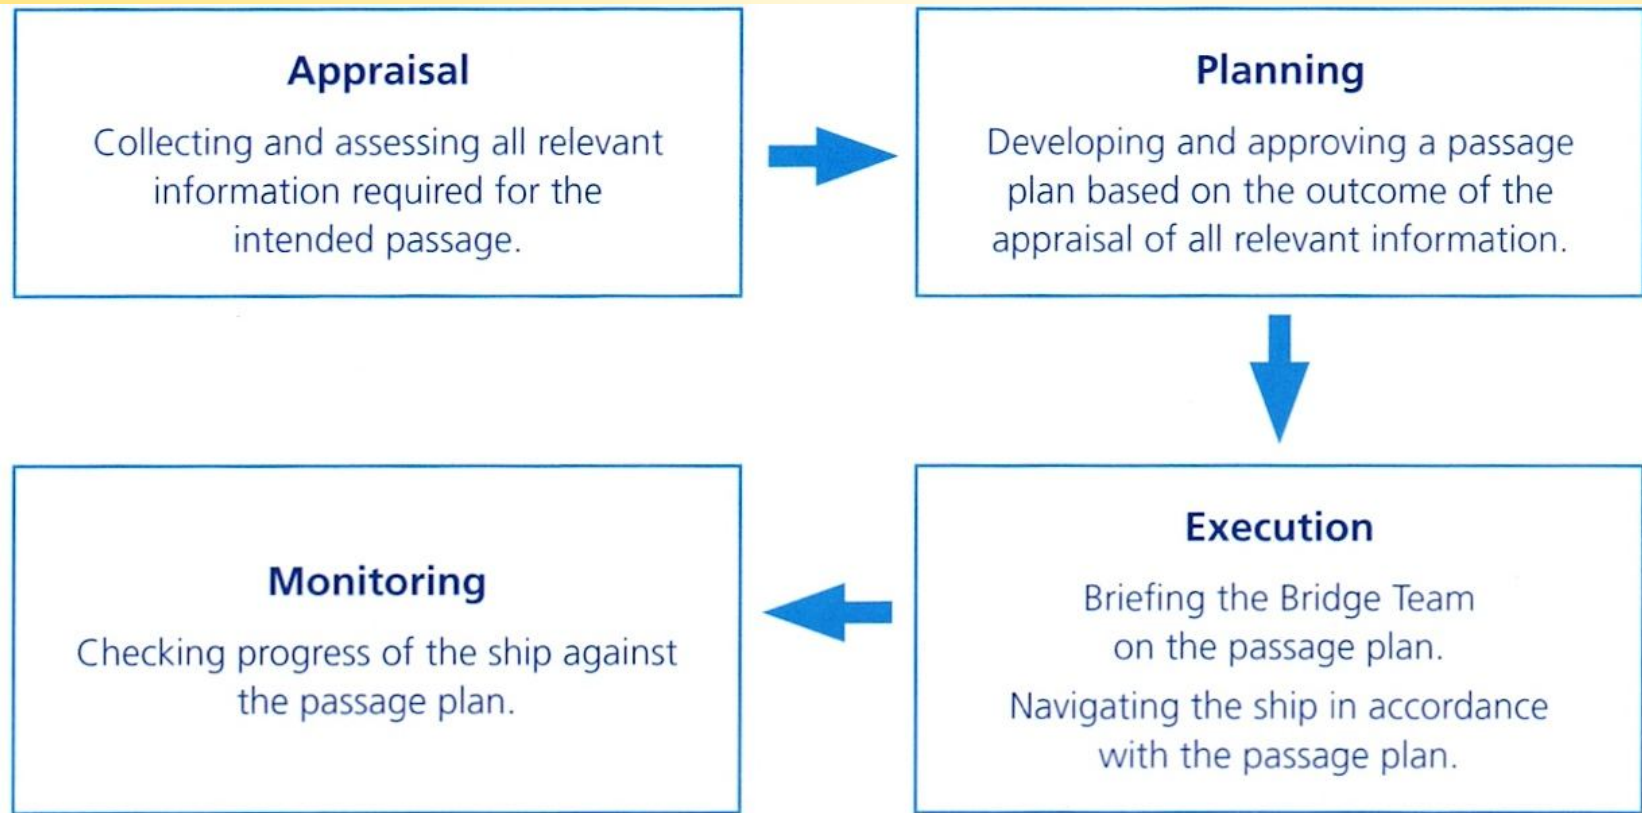 Appraisal
Collecting and assessing all relevant
information required for the
intended passage.
Planning
Developing and approving a passage
plan based on the outcome of the
appraisal of all relevant information.
Execution
Briefing the Bridge Team
on the passage plan.
Navigating the ship in accordance
with the passage plan.
Monitoring
Checking progress of the ship against
the passage plan.